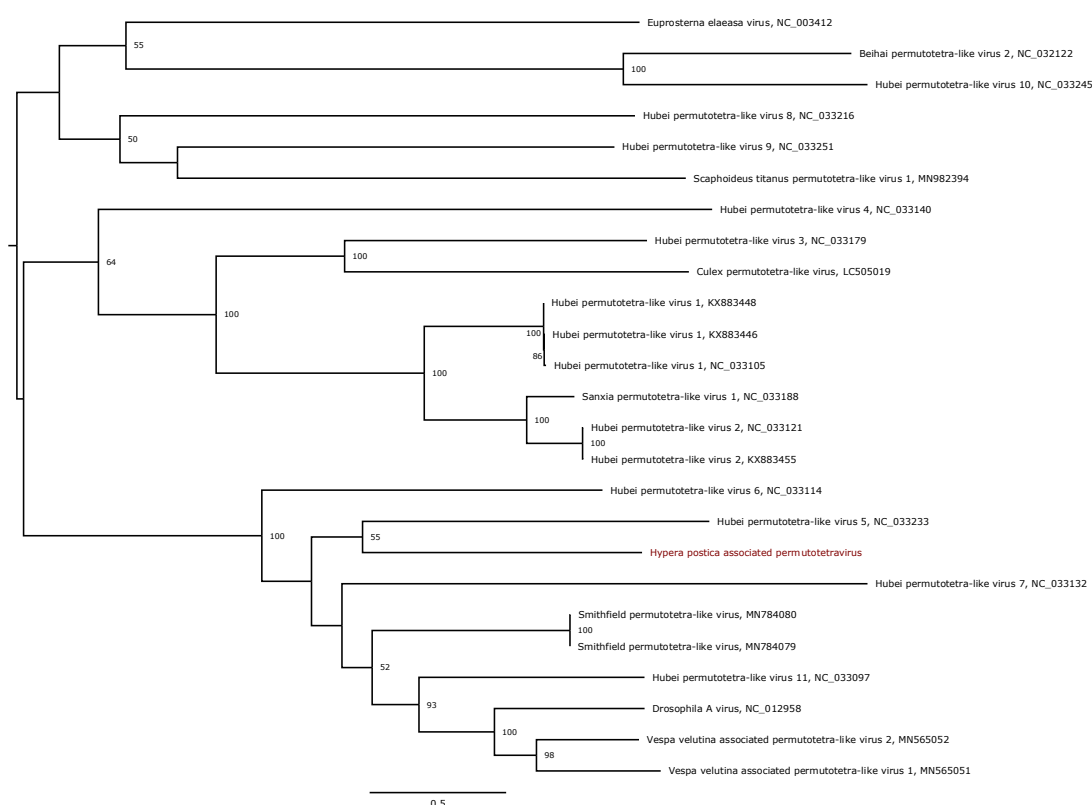 Euprosterna elaeasa virus, NC_003412
55
Beihai permutotetra-like virus 2, NC_032122
100
Hubei permutotetra-like virus 10, NC_033245
Hubei permutotetra-like virus 8, NC_033216
50
Hubei permutotetra-like virus 9, NC_033251
Scaphoideus titanus permutotetra-like virus 1, MN982394
Hubei permutotetra-like virus 4, NC_033140
Hubei permutotetra-like virus 3, NC_033179
100
64
Culex permutotetra-like virus, LC505019
Hubei permutotetra-like virus 1, KX883448
100
Hubei permutotetra-like virus 1, KX883446
100
86
Hubei permutotetra-like virus 1, NC_033105
100
Sanxia permutotetra-like virus 1, NC_033188
100
Hubei permutotetra-like virus 2, NC_033121
100
Hubei permutotetra-like virus 2, KX883455
Hubei permutotetra-like virus 6, NC_033114
Hubei permutotetra-like virus 5, NC_033233
100
55
Hypera postica associated permutotetravirus
Hubei permutotetra-like virus 7, NC_033132
Smithfield permutotetra-like virus, MN784080
100
Smithfield permutotetra-like virus, MN784079
52
Hubei permutotetra-like virus 11, NC_033097
93
Drosophila A virus, NC_012958
100
Vespa velutina associated permutotetra-like virus 2, MN565052
98
Vespa velutina associated permutotetra-like virus 1, MN565051
0.5